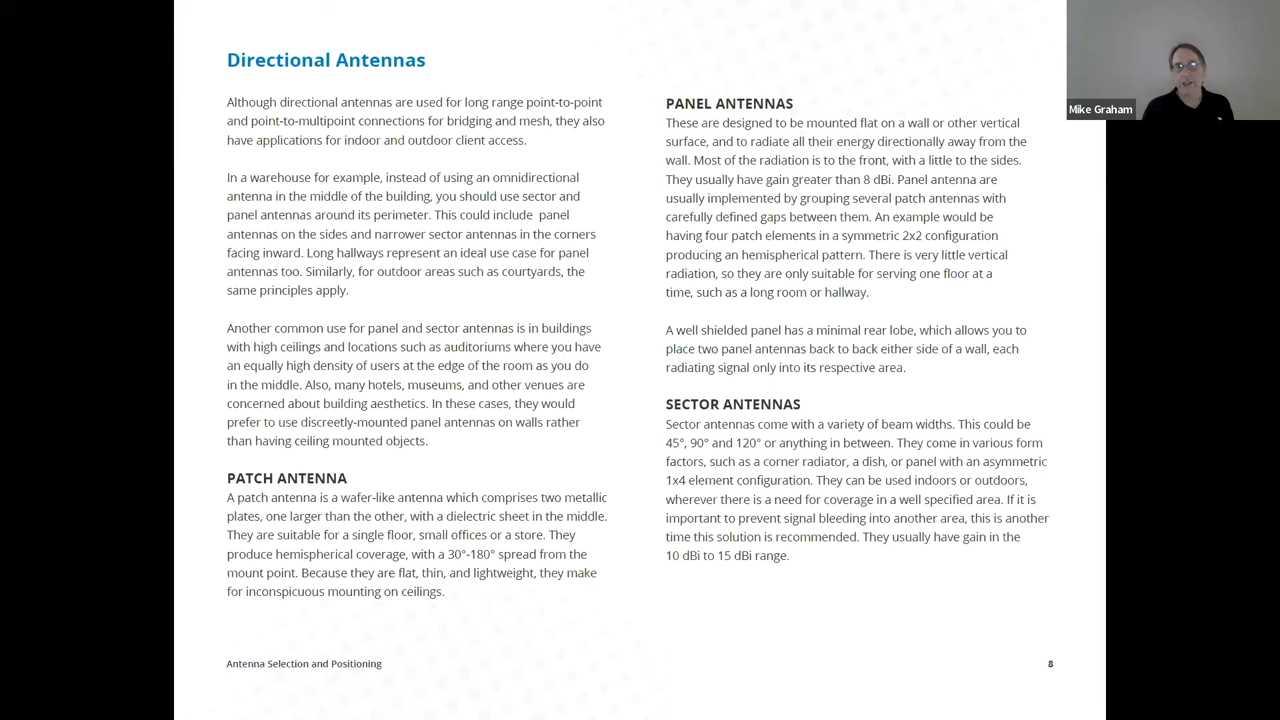 Directional Antennas
Although directional antennas are used for long range point-to-point
and point-to-multipoint connections for bridging and mesh, they also
have applications for indoor and outdoor client access.
In a warehouse for example, instead of using an omnidirectional
antenna in the middle of the building, you should use sector and
panel antennas around its perimeter. This could include panel
antennas on the sides and narrower sector antennas in the corners
facing inward. Long hallways represent an ideal use case for panel
antennas too. Similarly, for outdoor areas such as courtyards, the
same principles apply.
Another common use for panel and sector antennas is in buildings
with high ceilings and locations such as auditoriums where you have
an equally high density of users at the edge of the room as you do
in the middle. Also, many hotels, museums, and other venues are
concerned about building aesthetics. In these cases, they would
prefer to use discreetly-mounted panel antennas on walls rather
than having ceiling mounted objects.
PATCH ANTENNA
A patch antenna is a wafer-like antenna which comprises two metallic
plates, one larger than the other, with a dielectric sheet in the middle.
They are suitable for a single floor, small offices or a store. They
produce hemispherical coverage, with a 30°-180° spread from the
mount point. Because they are flat, thin, and lightweight, they make
for inconspicuous mounting on ceilings.
PANEL ANTENNAS
These are designed to be mounted flat on a wall or other vertical
surface, and to radiate all their energy directionally away from the
wall. Most of the radiation is to the front, with a little to the sides.
They usually have gain greater than 8 dBi. Panel antenna are
usually implemented by grouping several patch antennas with
carefully defined gaps between them. An example would be
having four patch elements in a symmetric 2x2 configuration
producing an hemispherical pattern. There is very little vertical
radiation, so they are only suitable for serving one floor at a
time, such as a long room or hallway.
A well shielded panel has a minimal rear lobe, which allows you to
place two panel antennas back to back either side of a wall, each
radiating signal only into its respective area.
SECTOR ANTENNAS
Sector antennas come with a variety of beam widths. This could be
45°, 90° and 120° or anything in between. They come in various form
factors, such as a corner radiator, a dish, or panel with an asymmetric
1x4 element configuration. They can be used indoors or outdoors,
wherever there is a need for coverage in a well specified area. If it is
important to prevent signal bleeding into another area, this is another
time this solution is recommended. They usually have gain in the
10 dBi to 15 dBi range.
Antenna Selection and Positioning
8
Mike Graham